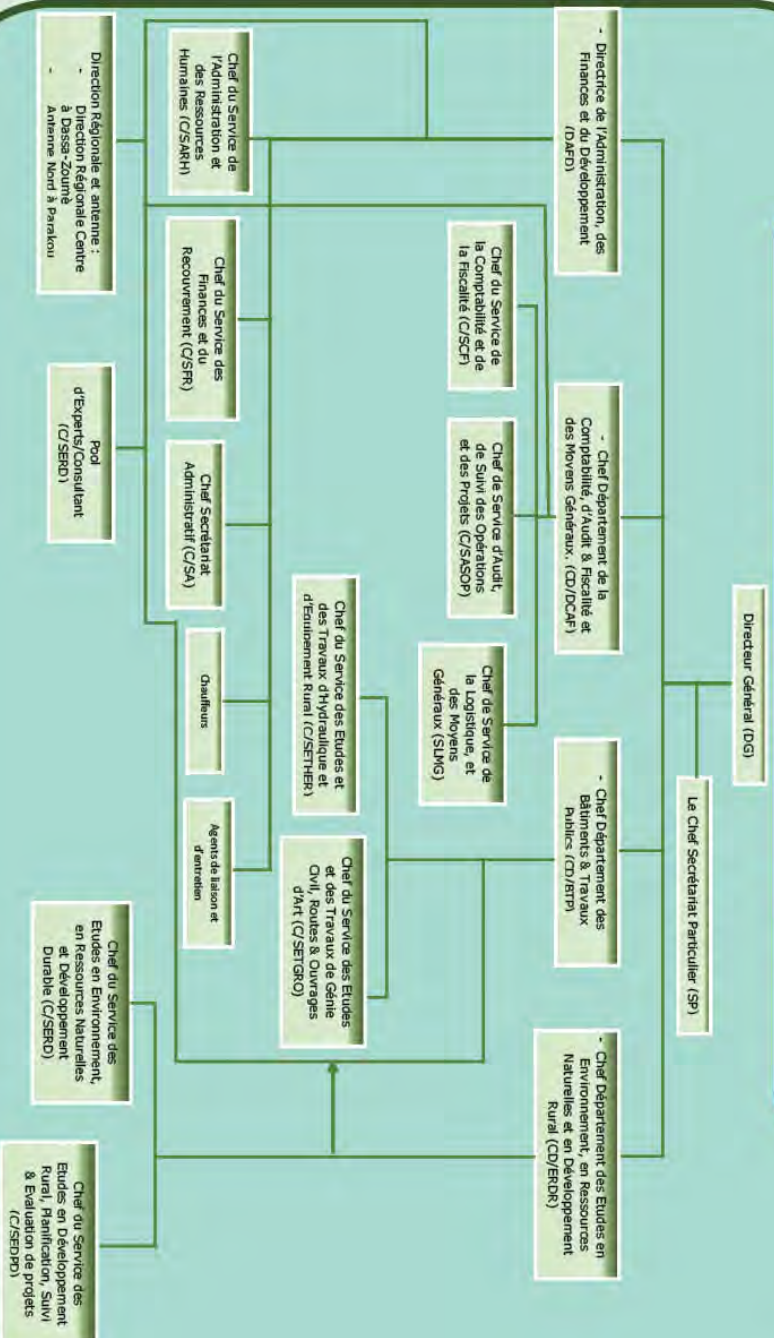 Directeur Général (DG)
Le Chef Secrétariat Particulier (SP)
- Directrice de l'Administration, des
Finances et du Développement
(DAFD)
- Chef Département de la
Comptabilité, d'Audit & Fiscalité et
des Moyens Généraux. (CD/DCAF)
- Chef Département des
Bâtiments & Travaux
Publics (CD/BTP)
- Chef Département des Etudes en
Environnement, en Ressources
Naturelles et en Développement
Rural (CD/ERDR)
Chef du Service de
la Comptabilité et de
la Fiscalité (C/SCF)
Chef de Service d'Audit,
de Suivi des Opérations
et des Projets (C/SASOP)
Chef de Service de
la Logistique, et
des Moyens
Généraux (SLMG)
Chef du Service des Etudes et
des Travaux d'Hydraulique et
d'Equipement Rural (C/SETHER)
Chef du Service des Etudes
et des Travaux de Génie
Civil, Routes & Ouvrages
d'Art (C/SETGRO)
Chef du Service de
l'Administration et
des Ressources
Humaines (C/SARH)
Chef du Service des
Finances et du
Recouvrement (C/SFR)
Chef Secrétariat
Administratif (C/SA)
Chauffeurs
Agents de liaison et
d'entretien
Direction Régionale et antenne :
- Direction Régionale Centre
à Dassa-Zoumè
- Antenne Nord à Parakou
Pool
d'Experts/Consultant
(C/SERD)
Chef du Service des
Etudes en Environnement,
en Ressources Naturelles
et Développement
Durable (C/SERD)
Chef du Service des
Etudes en Développement
Rural, Planification, Suivi
& Evaluation de projets
(C/SEDPD)